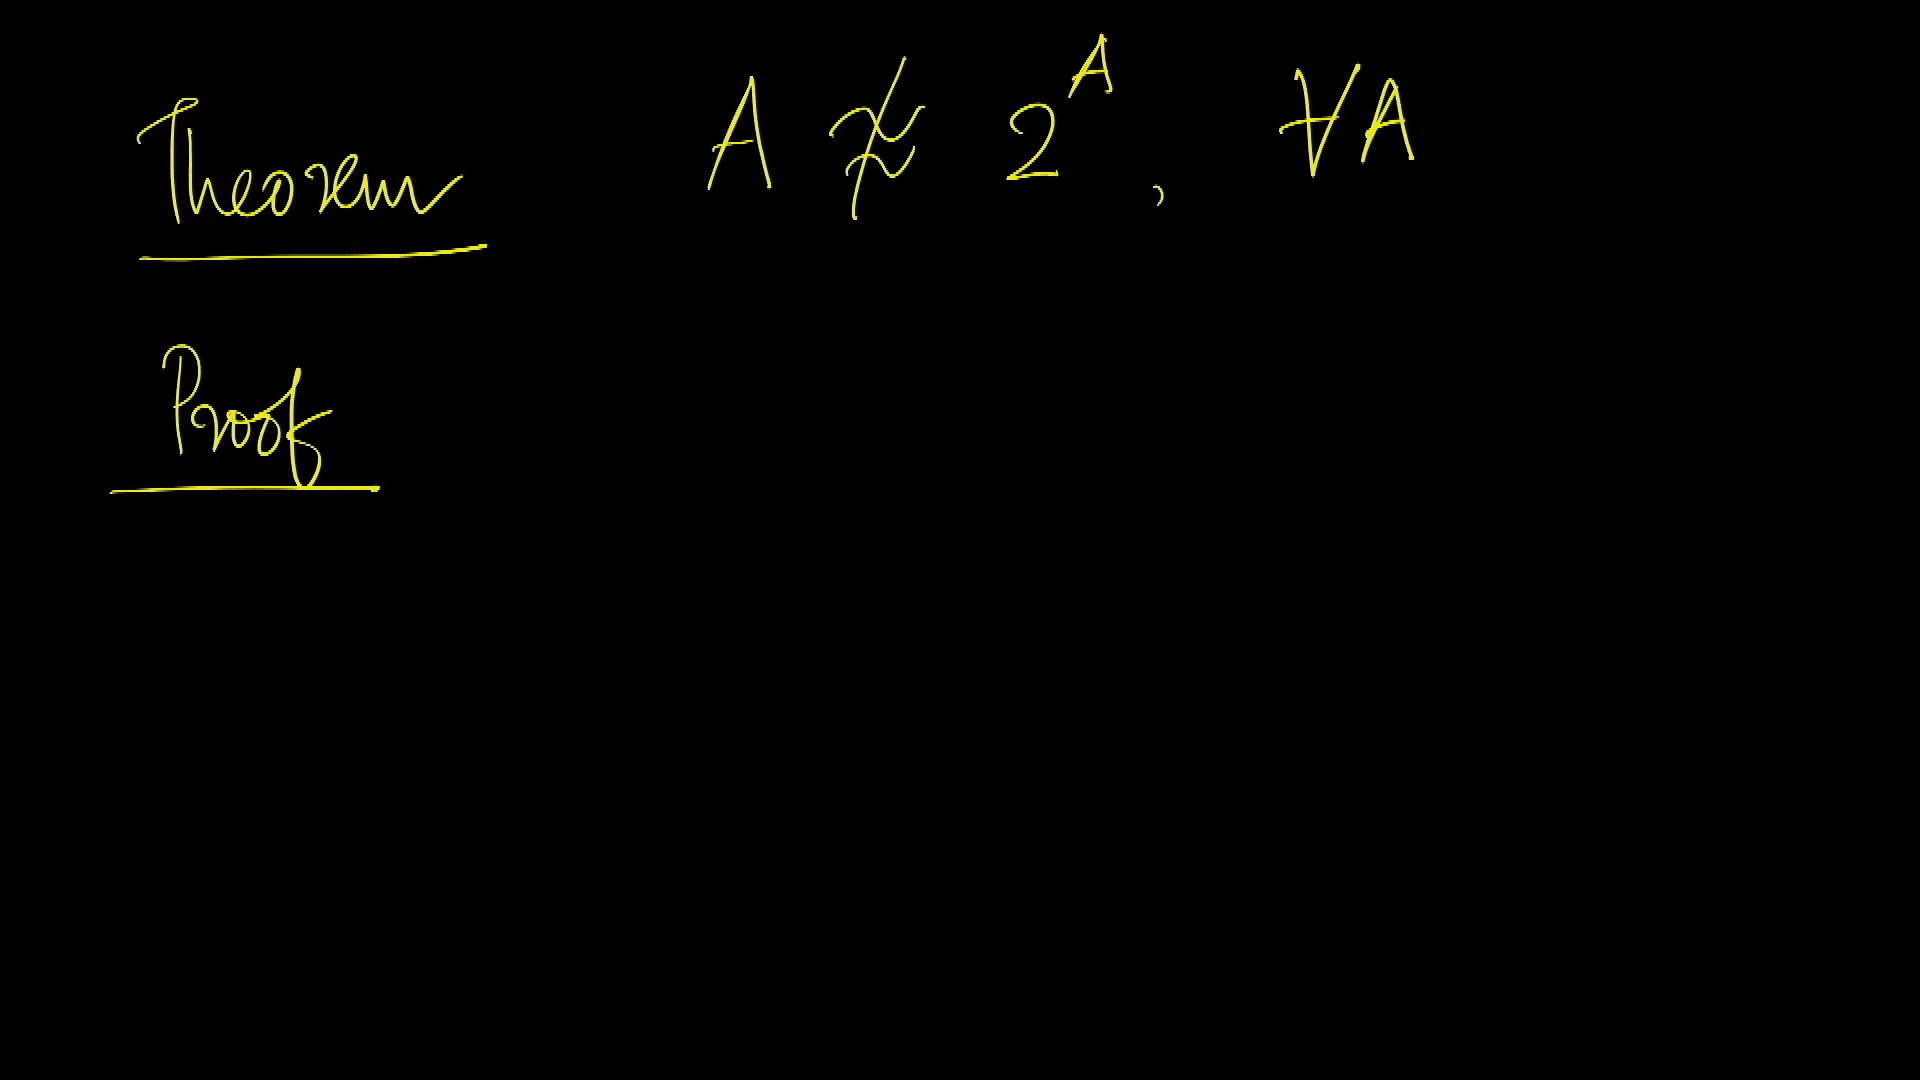 Theorem A ≉ 2^A, ∀A
Proof